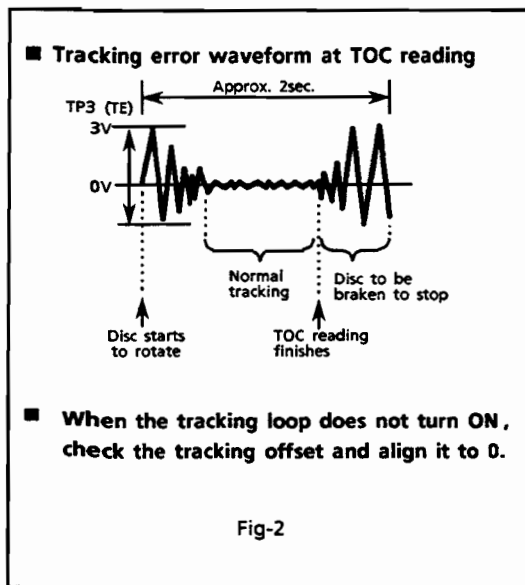 ■ Tracking error waveform at TOC reading
Approx. 2sec.
TP3 (TE)
3V
0V
Normal
tracking
Disc to be
braken to stop
Disc starts
to rotate
TOC reading
finishes
■ When the tracking loop does not turn ON,
check the tracking offset and align it to 0.
Fig-2